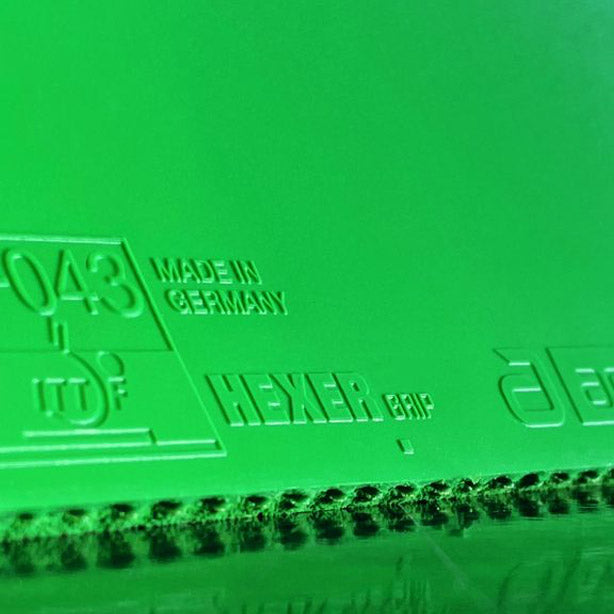 043
MADE IN
GERMANY
ITTF
HEXER GRIP
a